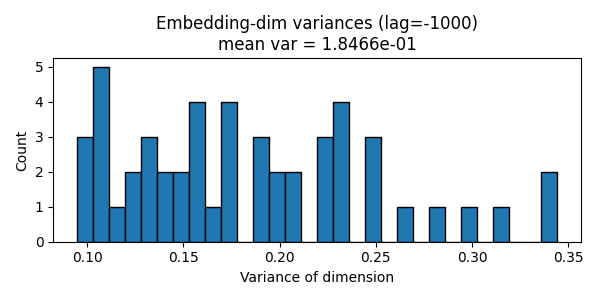 Embedding-dim variances (lag=-1000)
mean var = 1.8466e-01
5
4
3
2
1
0
Count
0.10 0.15 0.20 0.25 0.30 0.35
Variance of dimension